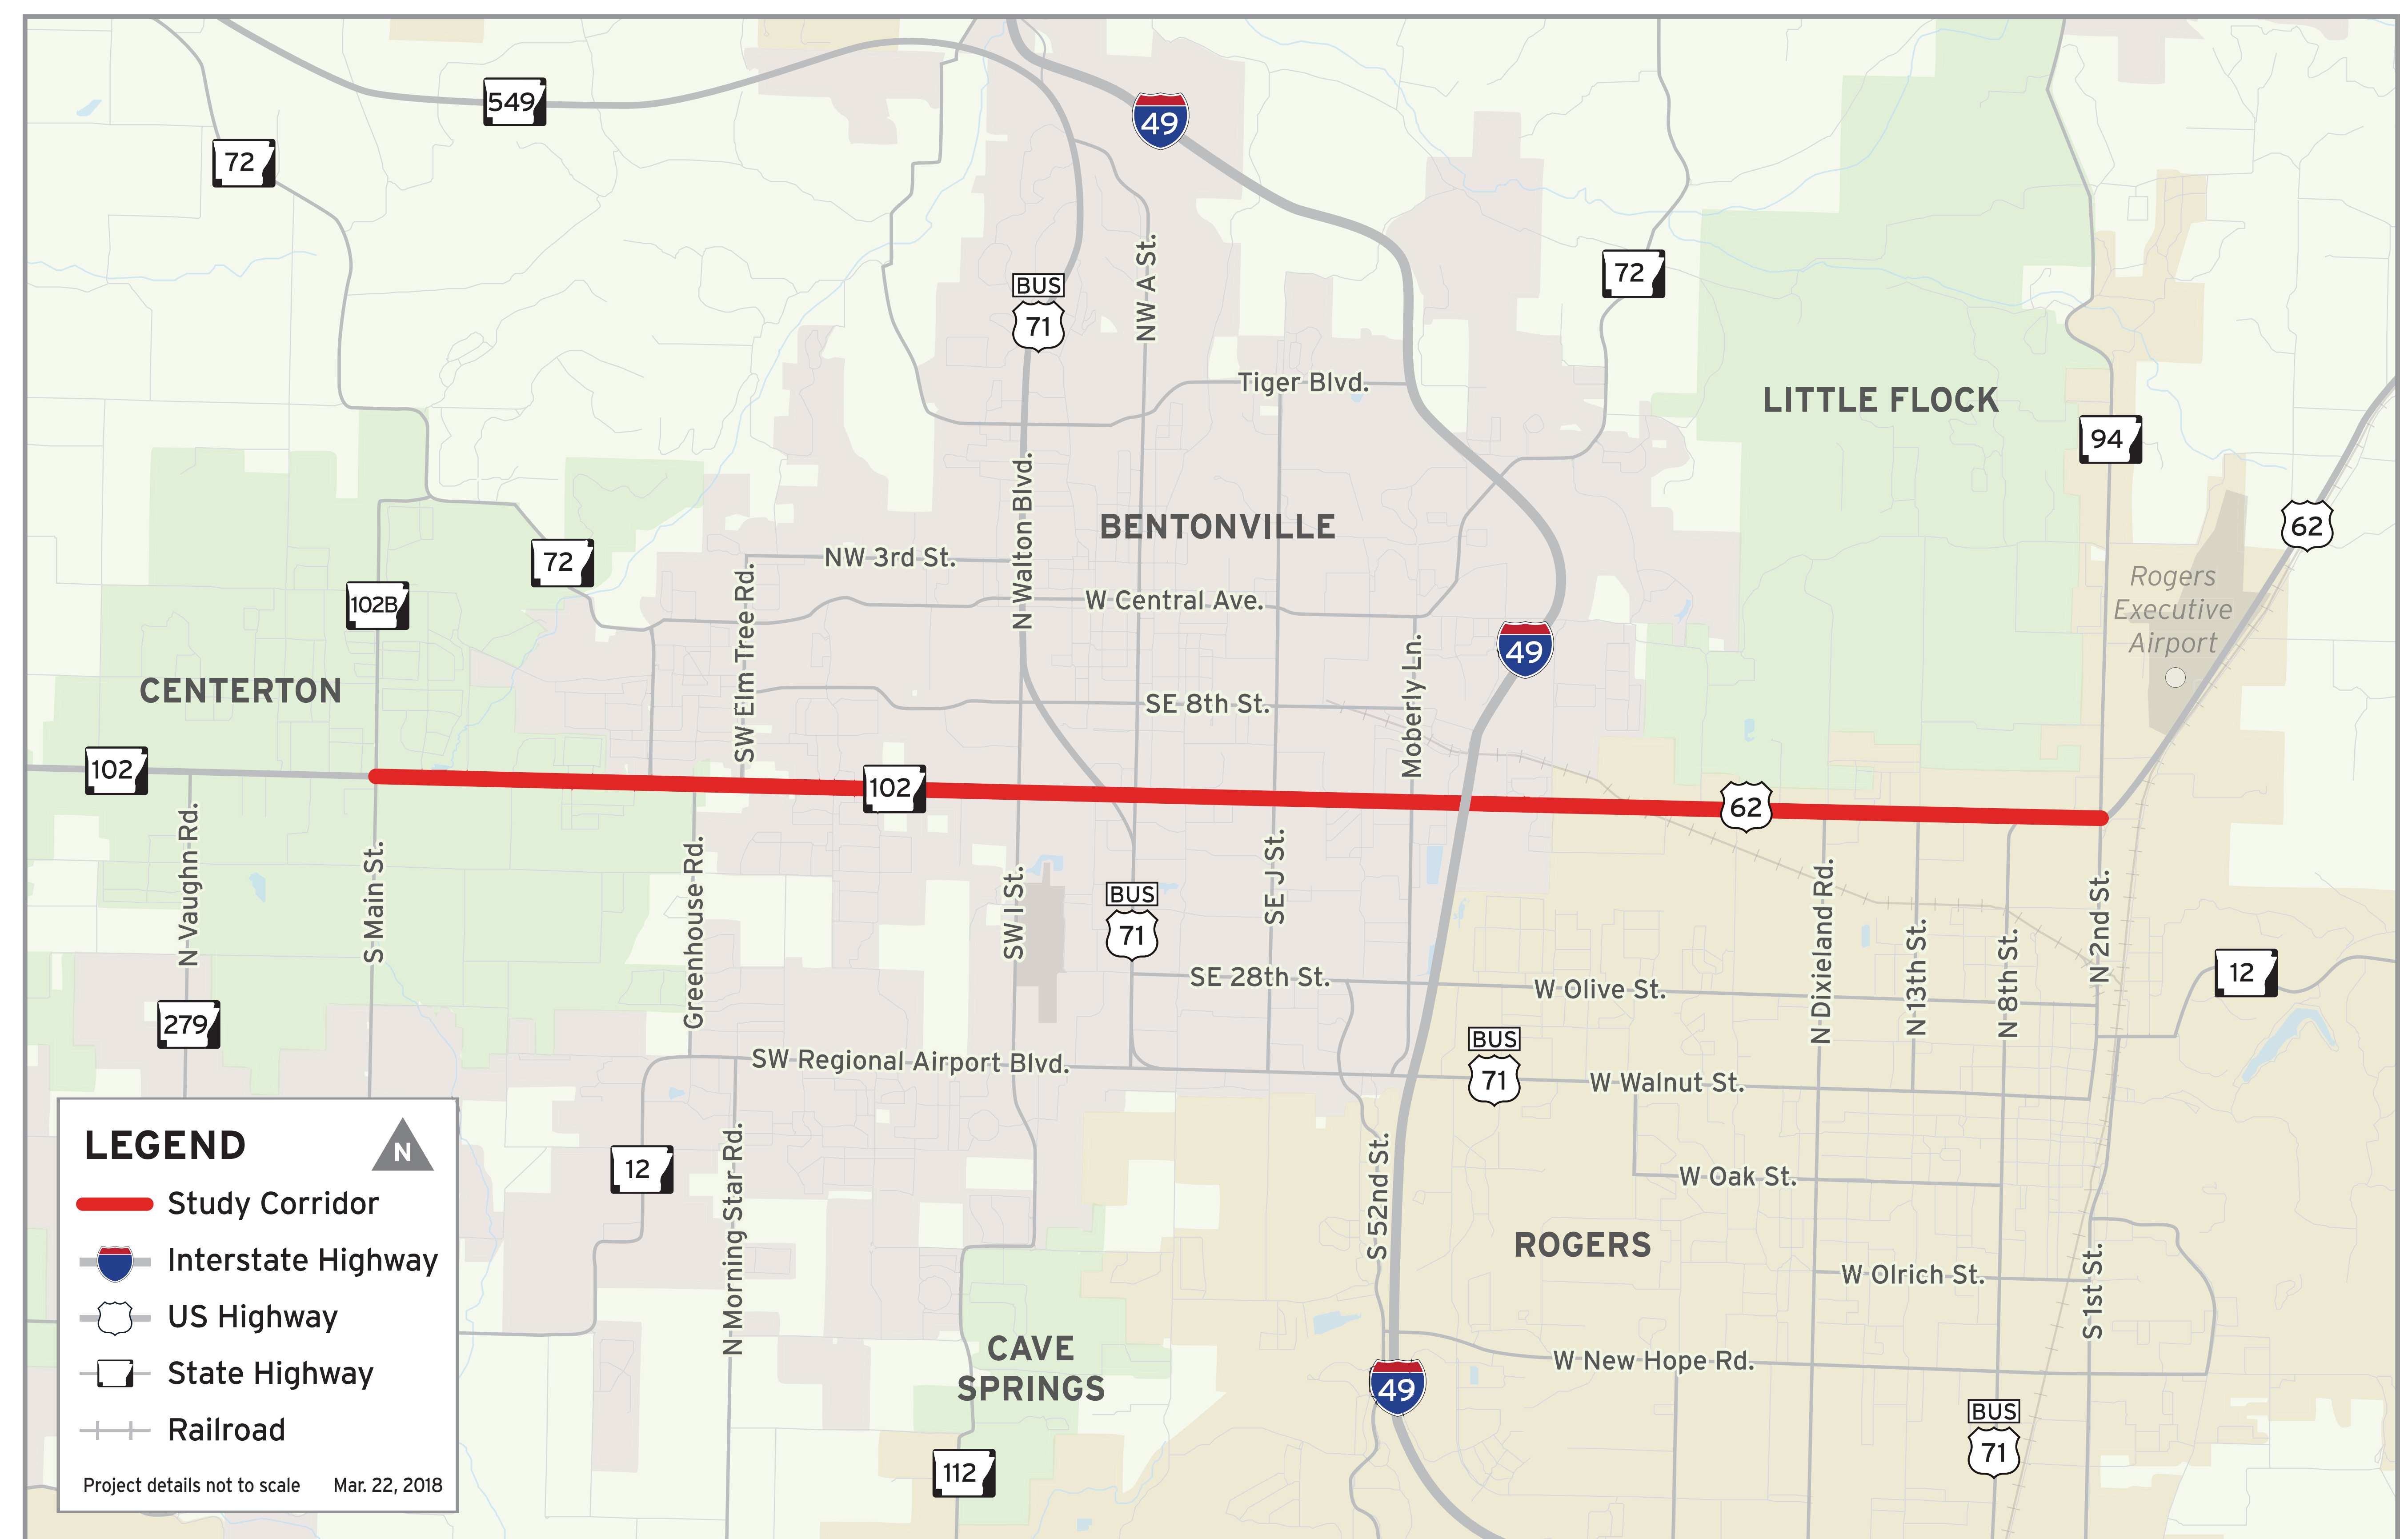 549
49
72
BUS
71
NW A St.
72
Tiger Blvd.
LITTLE FLOCK
94
62
N Walton Blvd.
BENTONVILLE
NW 3rd St.
72
102B
SW Elm Tree Rd.
W Central Ave.
Rogers
Executive
Airport
49
CENTERTON
SE 8th St.
Moberly Ln.
102
102
62
N Vaughn Rd.
S Main St.
Greenhouse Rd.
SW I St.
BUS
71
SE J St.
N Dixieland Rd.
N 13th St.
N 8th St.
N 2nd St.
12
SE 28th St.
W Olive St.
279
SW Regional Airport Blvd.
BUS
71
W Walnut St.
12
N Morning Star Rd.
S 52nd St.
W Oak St.
ROGERS
W Olrich St.
S 1st St.
CAVE
SPRINGS
W New Hope Rd.
49
112
BUS
71
LEGEND
N
Study Corridor
Interstate Highway
US Highway
State Highway
Railroad
Project details not to scale Mar. 22, 2018